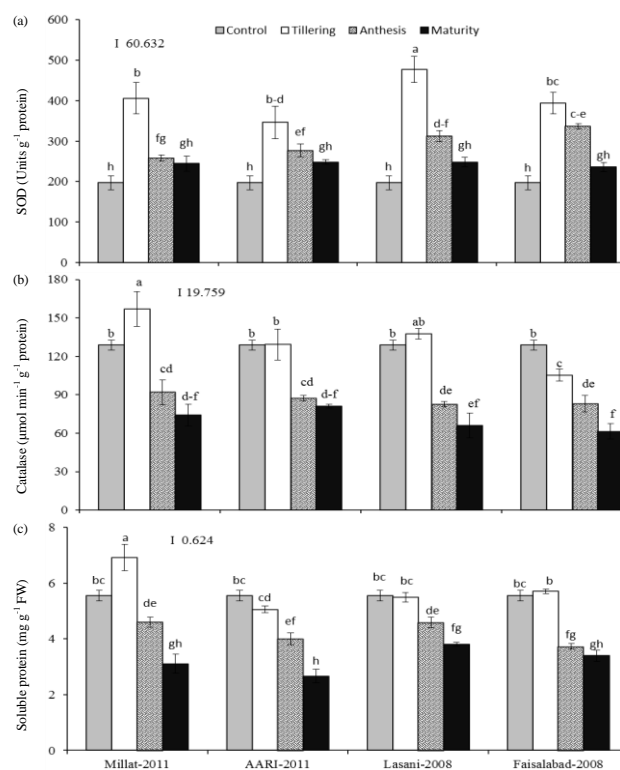 (a)
Control Tillering Anthesis Maturity
I 60.632
SOD (Units g-1 protein)
600
500
400
300
200
100
0
h b fg gh
h b-d ef gh
h a d-f gh
h bc c-e gh
(b)
I 19.759
Catalase (µmol min-1 g-1 protein)
180
150
120
90
60
30
0
b a cd d-f
b b cd d-f
b ab de ef
b c de f
(c)
I 0.624
Soluble protein (mg g-1 FW)
8
6
4
2
0
bc a de gh
bc cd ef h
bc bc de fg
bc b fg gh
Millat-2011 AARI-2011 Lasani-2008 Faisalabad-2008